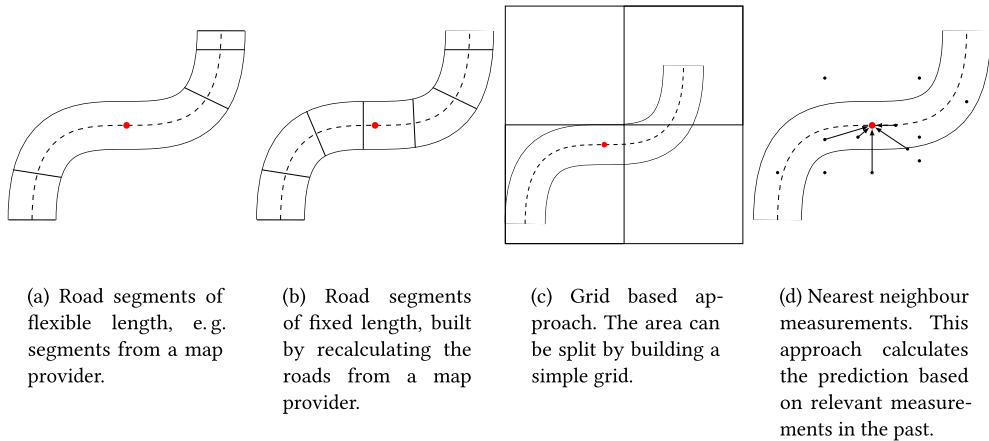 (a) Road segments of
flexible length, e. g.
segments from a map
provider.
(b) Road segments
of fixed length, built
by recalculating the
roads from a map
provider.
(c) Grid based ap-
proach. The area can
be split by building a
simple grid.
(d) Nearest neighbour
measurements. This
approach calculates
the prediction based
on relevant measure-
ments in the past.